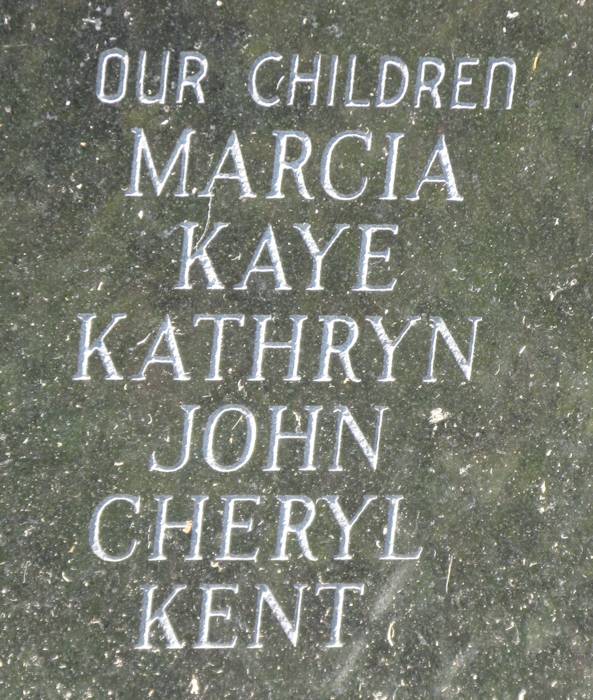 OUR CHILDREN
MARCIA
KAYE
KATHRYN
JOHN
CHERYL
KENT